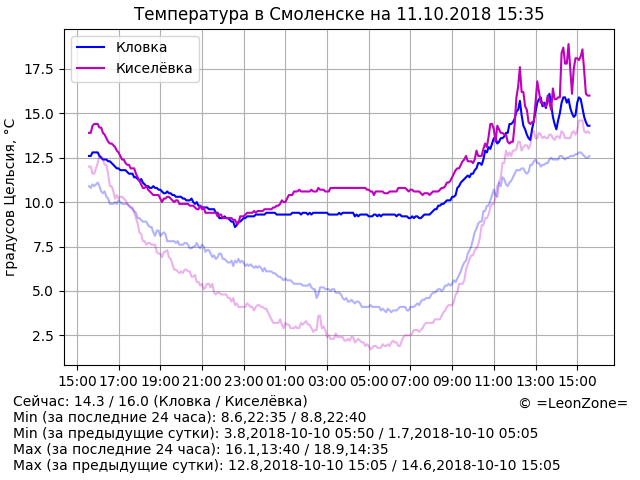 Температура в Смоленске на 11.10.2018 15:35
Кловка
Киселёвка
градусов Цельсия, °C
17.5
15.0
12.5
10.0
7.5
5.0
2.5
15:00 17:00 19:00 21:00 23:00 01:00 03:00 05:00 07:00 09:00 11:00 13:00 15:00
Сейчас: 14.3 / 16.0 (Кловка / Киселёвка)
© =LeonZone=
Min (за последние 24 часа): 8.6,22:35 / 8.8,22:40
Min (за предыдущие сутки): 3.8,2018-10-10 05:50 / 1.7,2018-10-10 05:05
Max (за последние 24 часа): 16.1,13:40 / 18.9,14:35
Max (за предыдущие сутки): 12.8,2018-10-10 15:05 / 14.6,2018-10-10 15:05